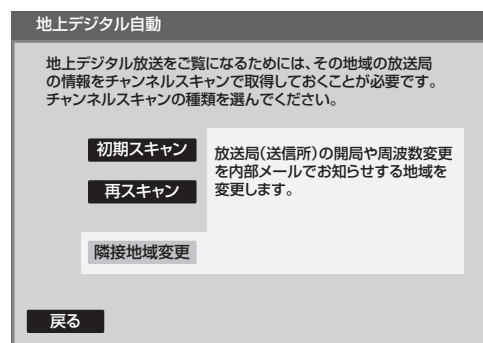 地上デジタル自動
地上デジタル放送をご覧になるためには、その地域の放送局
の情報をチャンネルスキャンで取得しておくことが必要です。
チャンネルスキャンの種類を選んでください。
初期スキャン
再スキャン
隣接地域変更
放送局(送信所)の開局や周波数変更
を内部メールでお知らせする地域を
変更します。
戻る